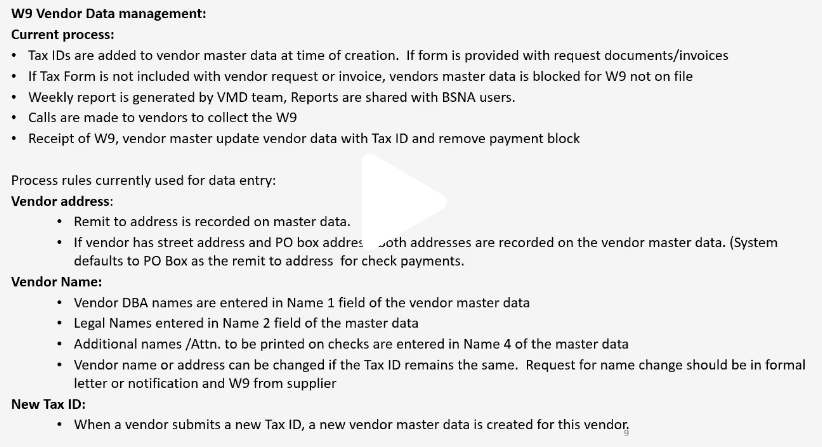 W9 Vendor Data management:
Current process:
• Tax IDs are added to vendor master data at time of creation.  If form is provided with request documents/invoices
• If Tax Form is not included with vendor request or invoice, vendors master data is blocked for W9 not on file
• Weekly report is generated by VMD team, Reports are shared with BSNA users.
• Calls are made to vendors to collect the W9
• Receipt of W9, vendor master update vendor data with Tax ID and remove payment block
Process rules currently used for data entry:
Vendor address:
• Remit to address is recorded on master data.
• If vendor has street address and PO box addres both addresses are recorded on the vendor master data. (System
defaults to PO Box as the remit to address  for check payments.
Vendor Name:
• Vendor DBA names are entered in Name 1 field of the vendor master data
• Legal Names entered in Name 2 field of the master data
• Additional names /Attn. to be printed on checks are entered in Name 4 of the master data
• Vendor name or address can be changed if the Tax ID remains the same.  Request for name change should be in formal
letter or notification and W9 from supplier
New Tax ID:
• When a vendor submits a new Tax ID, a new vendor master data is created for this vendor.
9